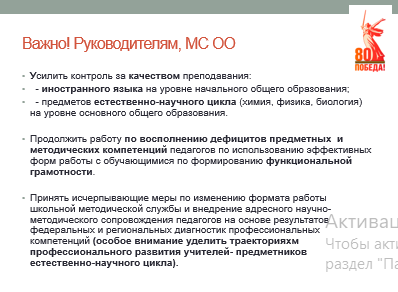 Важно! Руководителям, МС ОО
80
ПОБЕДА!
• Усилить контроль за качеством преподавания:
• - иностранного языка на уровне начального общего образования;
• - предметов естественно-научного цикла (химия, физика, биология)
на уровне основного общего образования.
• Продолжить работу по восполнению дефицитов предметных и
методических компетенций педагогов по использованию эффективных
форм работы с обучающимися по формированию функциональной
грамотности.
• Принять исчерпывающие меры по изменению формата работы
школьной методической службы и внедрение адресного научно-
методического сопровождения педагогов на основе результатов
федеральных и региональных диагностик профессиональных
компетенций (особое внимание уделить траекториязм
профессионального развития учителей- предметников
естественно-научного цикла).
Активац
Чтобы акти
раздел "Па